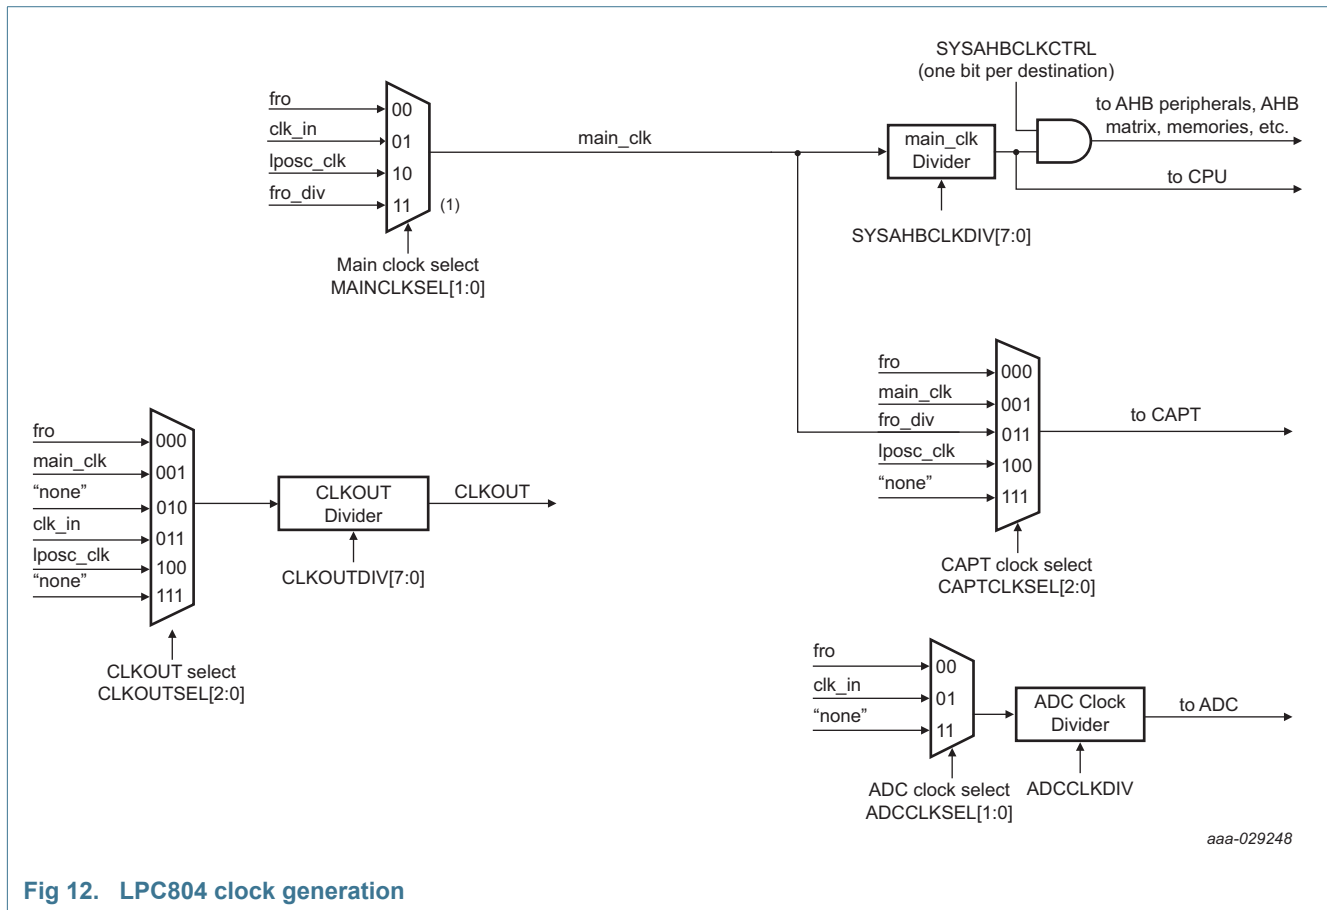 SYSAHBCLKCTRL
(one bit per destination)
fro
00
to AHB peripherals, AHB
matrix, memories, etc.
clk_in
01
main_clk
main_clk
Divider
lposc_clk
10
to CPU
fro_div
11
(1)
SYSAHBCLKDIV[7:0]
Main clock select
MAINCLKSEL[1:0]
fro
000
main_clk
001
fro_div
011
to CAPT
lposc_clk
100
"none"
111
CAPT clock select
CAPTCLKSEL[2:0]
fro
000
main_clk
001
“none”
010
clk_in
011
lposc_clk
100
“none”
111
CLKOUT
Divider
CLKOUT
CLKOUTDIV[7:0]
CLKOUT select
CLKOUTSEL[2:0]
fro
00
clk_in
01
“none”
11
ADC Clock
Divider
to ADC
ADC clock select
ADCCLKSEL[1:0]
ADCCLKDIV
aaa-029248
Fig 12. LPC804 clock generation